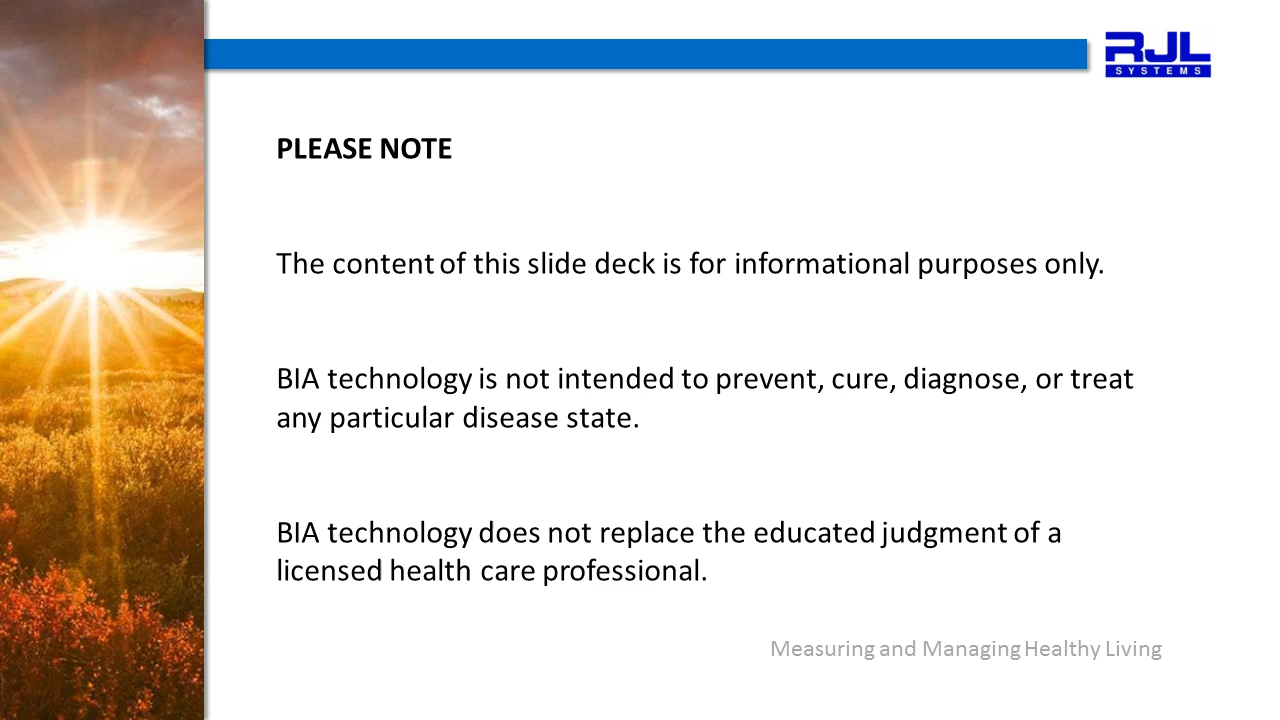 RJL
SYSTEMS
PLEASE NOTE
The content of this slide deck is for informational purposes only.
BIA technology is not intended to prevent, cure, diagnose, or treat
any particular disease state.
BIA technology does not replace the educated judgment of a
licensed health care professional.
Measuring and Managing Healthy Living